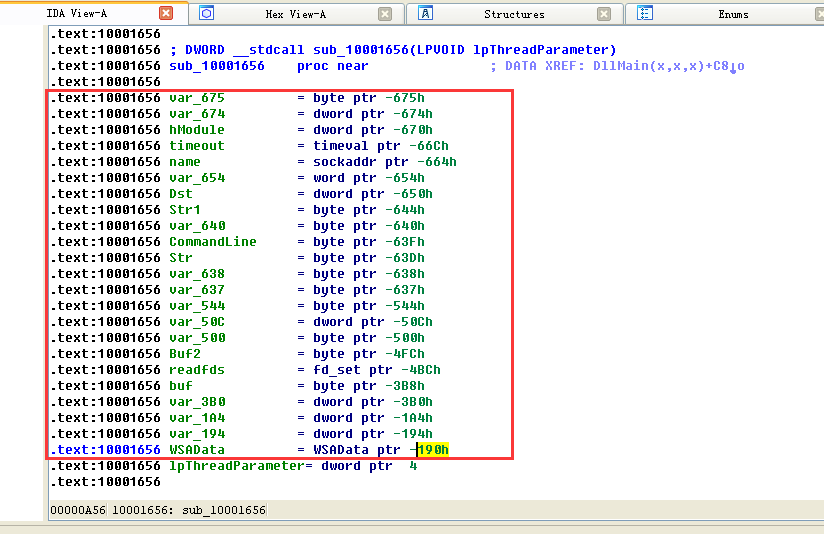 IDA View-A Hex View-A Structures Enums
.text:10001656
.text:10001656 ; DWORD __stdcall sub_10001656(LPVOID lpThreadParameter)
.text:10001656 sub_10001656 proc near ; DATA XREF: DllMain(x,x,x)+C8↓o
.text:10001656
.text:10001656 var_675 = byte ptr -675h
.text:10001656 var_674 = dword ptr -674h
.text:10001656 hModule = dword ptr -670h
.text:10001656 timeout = timeval ptr -66Ch
.text:10001656 name = sockaddr ptr -664h
.text:10001656 var_654 = word ptr -654h
.text:10001656 Dst = dword ptr -650h
.text:10001656 Str1 = byte ptr -644h
.text:10001656 var_640 = byte ptr -640h
.text:10001656 CommandLine = byte ptr -63Fh
.text:10001656 Str = byte ptr -63Dh
.text:10001656 var_638 = byte ptr -638h
.text:10001656 var_637 = byte ptr -637h
.text:10001656 var_544 = byte ptr -544h
.text:10001656 var_50C = dword ptr -50Ch
.text:10001656 var_500 = byte ptr -500h
.text:10001656 Buf2 = byte ptr -4FCh
.text:10001656 readfds = fd_set ptr -4BCh
.text:10001656 buf = byte ptr -3B8h
.text:10001656 var_3B0 = dword ptr -3B0h
.text:10001656 var_1A4 = dword ptr -1A4h
.text:10001656 var_194 = dword ptr -194h
.text:10001656 WSAData = WSAData ptr -190h
.text:10001656 lpThreadParameter= dword ptr 4
.text:10001656
00000A56 10001656: sub_10001656